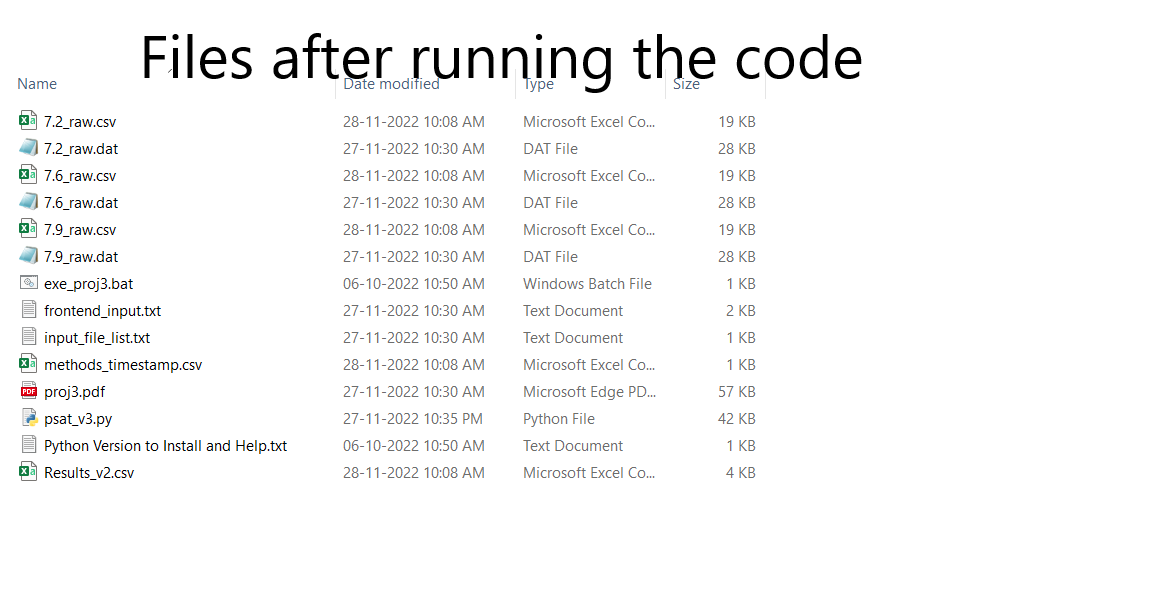 Files after running the code
Name Date modified Type Size
7.2_raw.csv 28-11-2022 10:08 AM Microsoft Excel Co... 19 KB
7.2_raw.dat 27-11-2022 10:30 AM DAT File 28 KB
7.6_raw.csv 28-11-2022 10:08 AM Microsoft Excel Co... 19 KB
7.6_raw.dat 27-11-2022 10:30 AM DAT File 28 KB
7.9_raw.csv 28-11-2022 10:08 AM Microsoft Excel Co... 19 KB
7.9_raw.dat 27-11-2022 10:30 AM DAT File 28 KB
exe_proj3.bat 06-10-2022 10:50 AM Windows Batch File 1 KB
frontend_input.txt 27-11-2022 10:30 AM Text Document 2 KB
input_file_list.txt 27-11-2022 10:30 AM Text Document 1 KB
methods_timestamp.csv 28-11-2022 10:08 AM Microsoft Excel Co... 1 KB
proj3.pdf 27-11-2022 10:30 AM Microsoft Edge PD... 57 KB
psat_v3.py 27-11-2022 10:35 PM Python File 42 KB
Python Version to Install and Help.txt 06-10-2022 10:50 AM Text Document 1 KB
Results_v2.csv 28-11-2022 10:08 AM Microsoft Excel Co... 4 KB